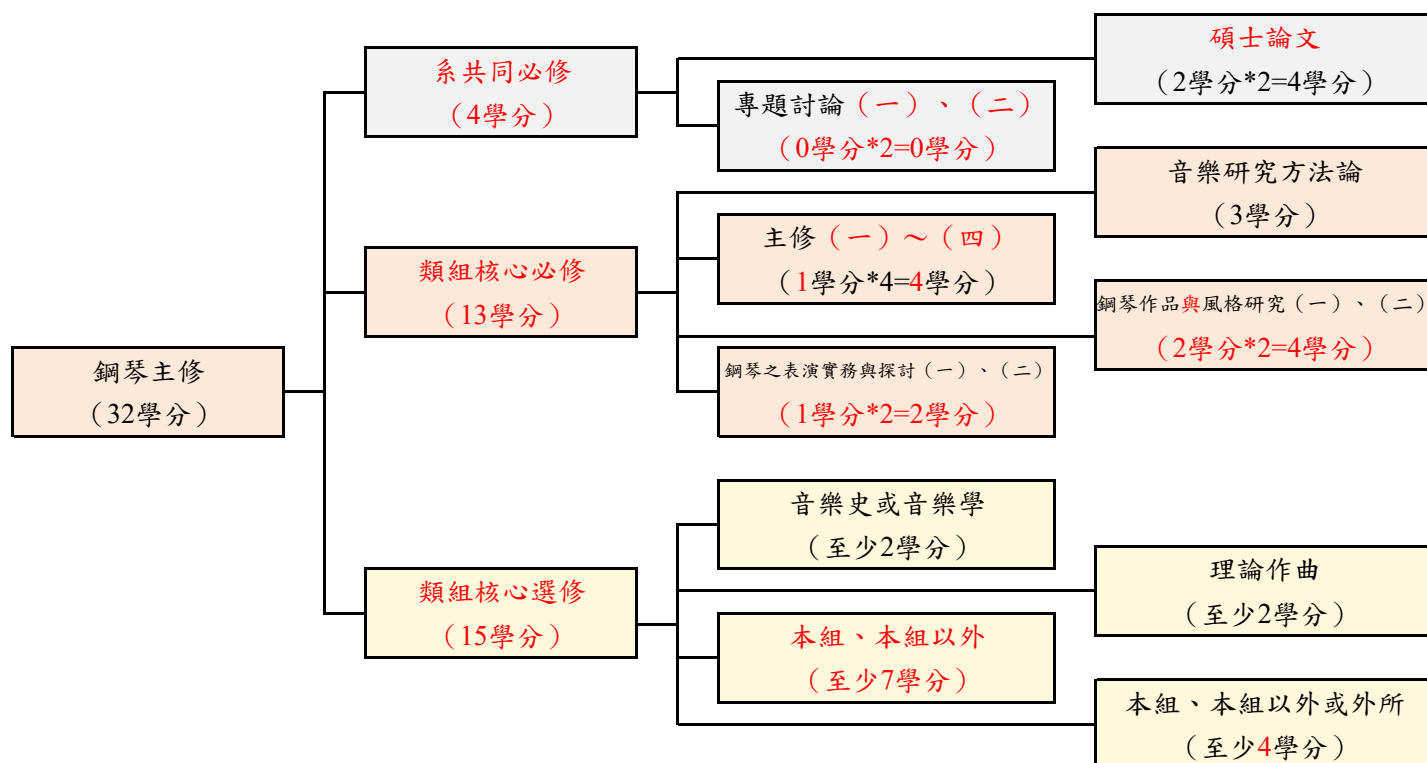 鋼琴主修
（32學分）
系共同必修
（4學分）
碩士論文
（2學分*2=4學分）
專題討論（一）、（二）
（0學分*2=0學分）
類組核心必修
（13學分）
音樂研究方法論
（3學分）
主修（一）～（四）
（1學分*4=4學分）
鋼琴作品與風格研究（一）、（二）
（2學分*2=4學分）
鋼琴之表演實務與探討（一）、（二）
（1學分*2=2學分）
類組核心選修
（15學分）
音樂史或音樂學
（至少2學分）
理論作曲
（至少2學分）
本組、本組以外
（至少7學分）
本組、本組以外或外所
（至少4學分）